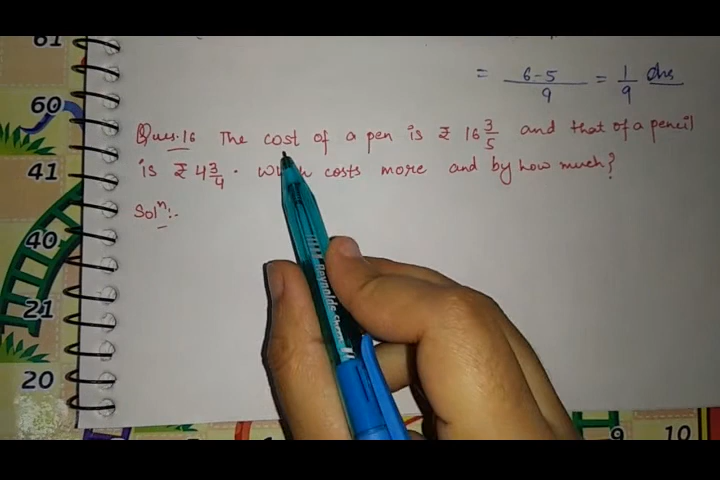 61
60
41
40
21
20
= 6-5/9 = 1/9 Ans
Ques.16 The cost of a pen is ₹ 16 3/5 and that of a pencil
is ₹ 4 3/4 . which costs more and by how much?
Solⁿ:-
Reynolds
9 10